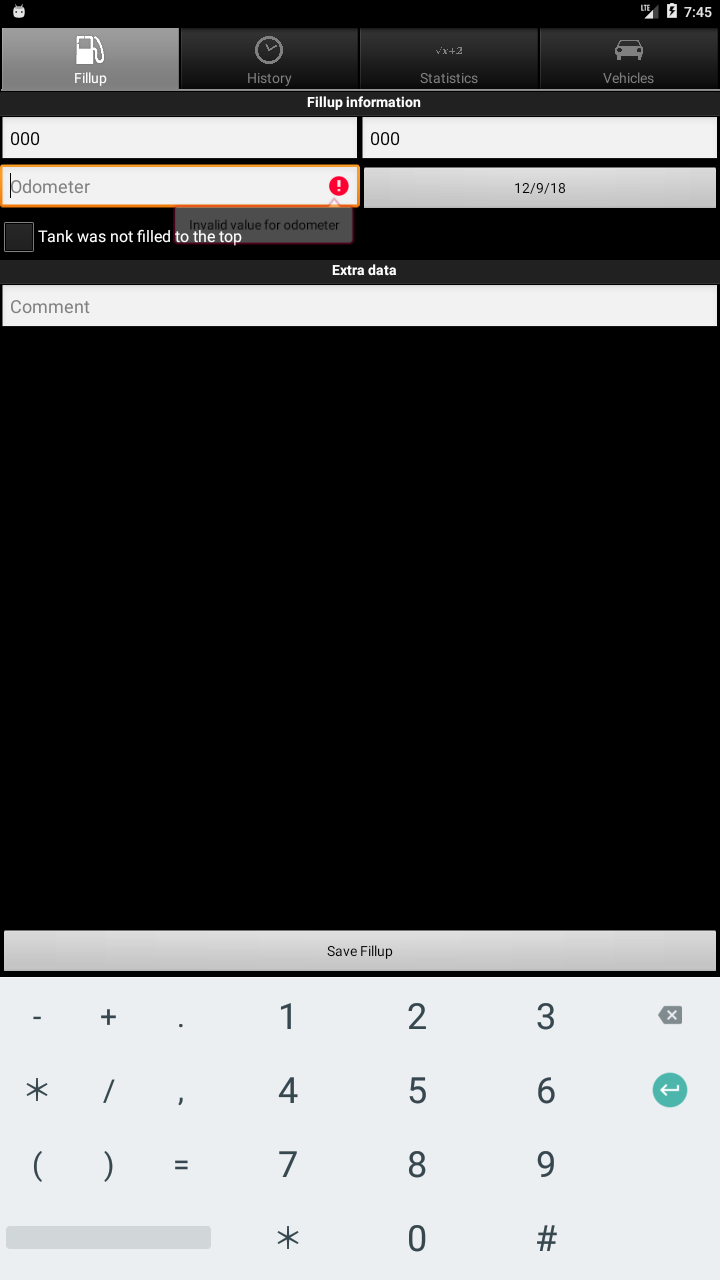 LTE 7:45
Fillup
√x+2 Statistics
History
Vehicles
Fillup information
000 000
Odometer
12/9/18
Invalid value for odometer
Tank was not filled to the top
Extra data
Comment
Save Fillup
- + . 1 2 3
* / , 4 5 6
( ) = 7 8 9
* 0 #